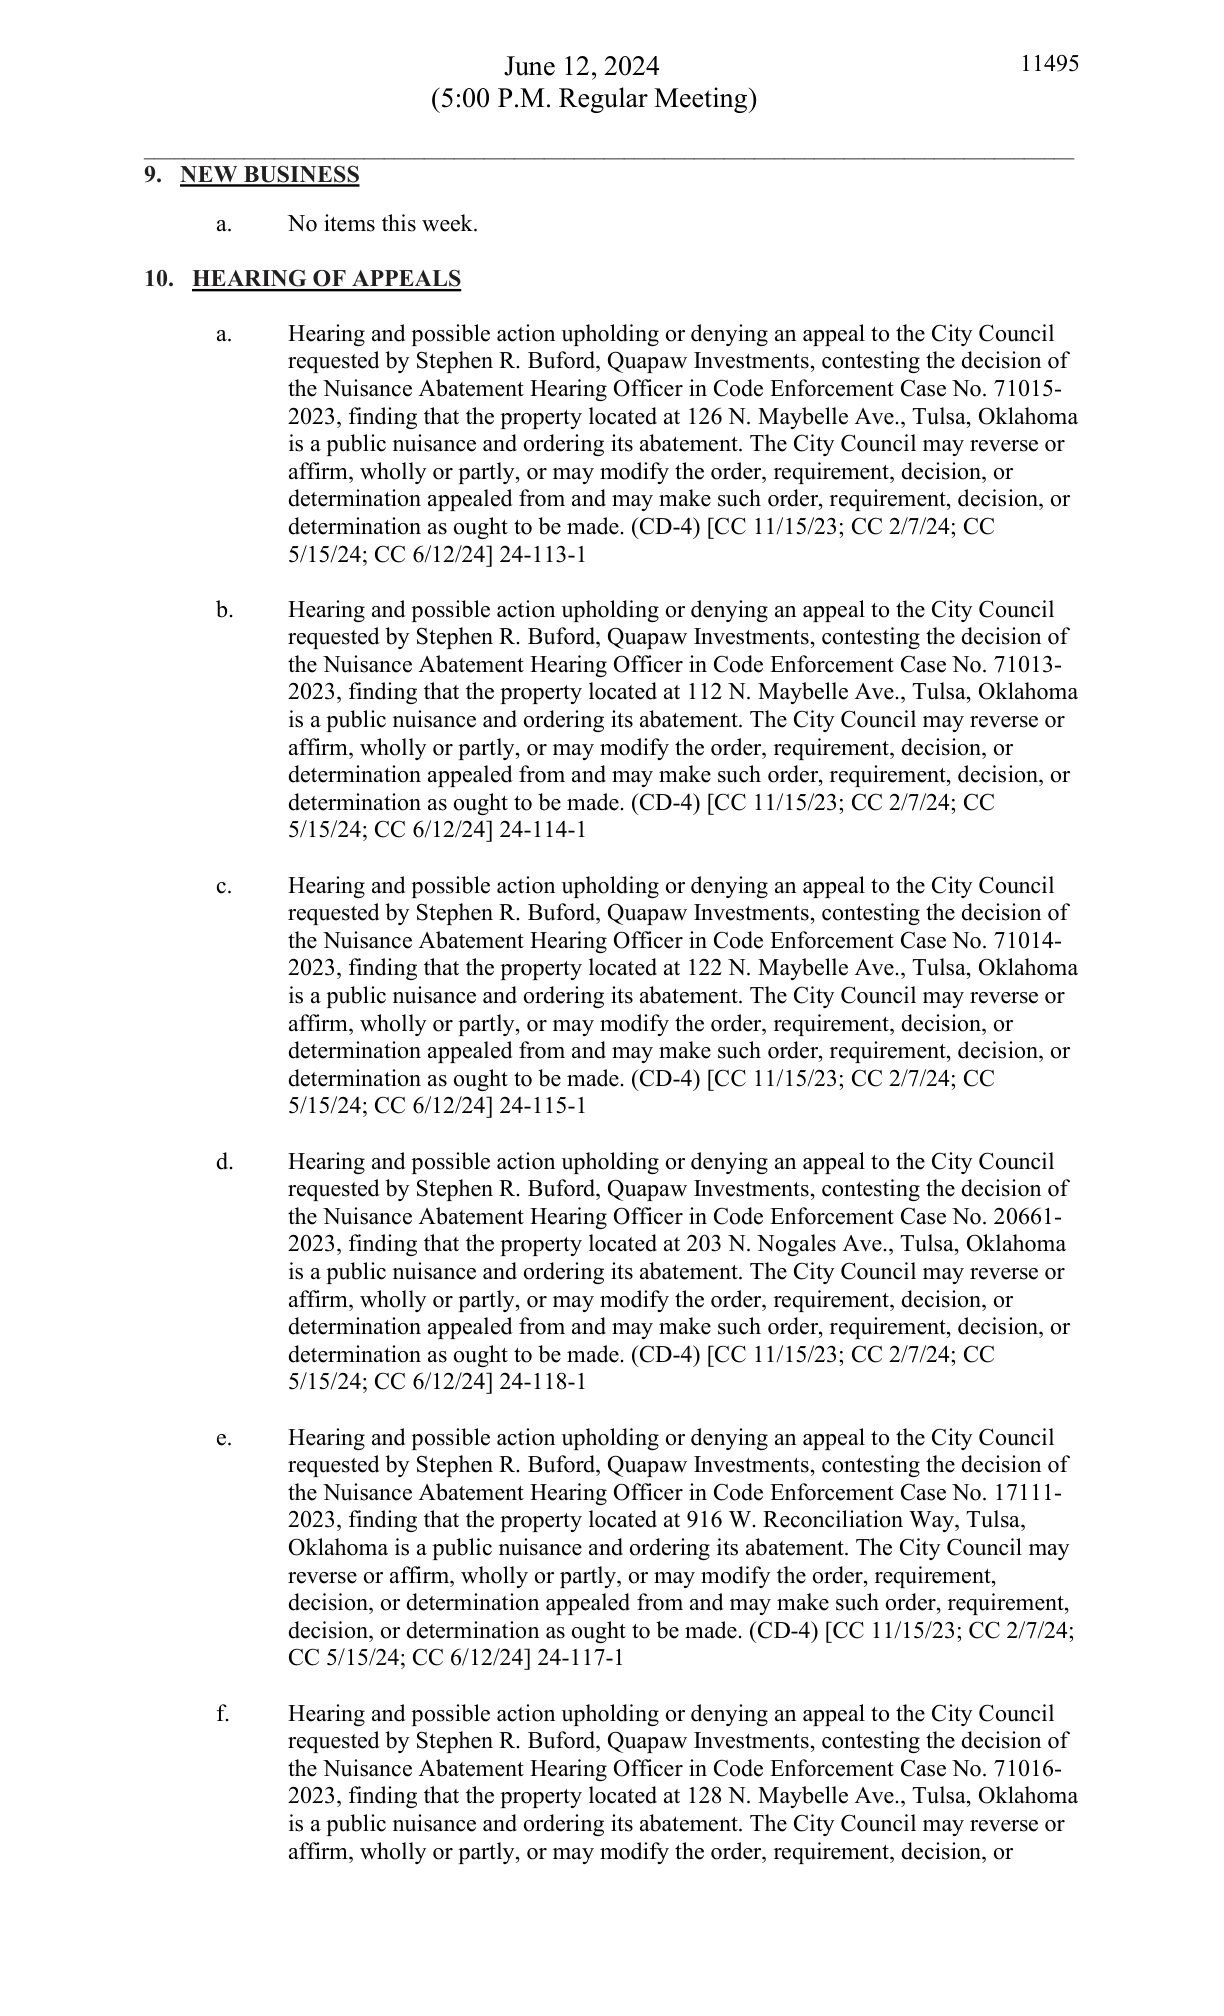 June 12, 2024
11495
(5:00 P.M. Regular Meeting)
9. NEW BUSINESS
a. No items this week.
10. HEARING OF APPEALS
a. Hearing and possible action upholding or denying an appeal to the City Council
requested by Stephen R. Buford, Quapaw Investments, contesting the decision of
the Nuisance Abatement Hearing Officer in Code Enforcement Case No. 71015-
2023, finding that the property located at 126 N. Maybelle Ave., Tulsa, Oklahoma
is a public nuisance and ordering its abatement. The City Council may reverse or
affirm, wholly or partly, or may modify the order, requirement, decision, or
determination appealed from and may make such order, requirement, decision, or
determination as ought to be made. (CD-4) [CC 11/15/23; CC 2/7/24; CC
5/15/24; CC 6/12/24] 24-113-1
b. Hearing and possible action upholding or denying an appeal to the City Council
requested by Stephen R. Buford, Quapaw Investments, contesting the decision of
the Nuisance Abatement Hearing Officer in Code Enforcement Case No. 71013-
2023, finding that the property located at 112 N. Maybelle Ave., Tulsa, Oklahoma
is a public nuisance and ordering its abatement. The City Council may reverse or
affirm, wholly or partly, or may modify the order, requirement, decision, or
determination appealed from and may make such order, requirement, decision, or
determination as ought to be made. (CD-4) [CC 11/15/23; CC 2/7/24; CC
5/15/24; CC 6/12/24] 24-114-1
c. Hearing and possible action upholding or denying an appeal to the City Council
requested by Stephen R. Buford, Quapaw Investments, contesting the decision of
the Nuisance Abatement Hearing Officer in Code Enforcement Case No. 71014-
2023, finding that the property located at 122 N. Maybelle Ave., Tulsa, Oklahoma
is a public nuisance and ordering its abatement. The City Council may reverse or
affirm, wholly or partly, or may modify the order, requirement, decision, or
determination appealed from and may make such order, requirement, decision, or
determination as ought to be made. (CD-4) [CC 11/15/23; CC 2/7/24; CC
5/15/24; CC 6/12/24] 24-115-1
d. Hearing and possible action upholding or denying an appeal to the City Council
requested by Stephen R. Buford, Quapaw Investments, contesting the decision of
the Nuisance Abatement Hearing Officer in Code Enforcement Case No. 20661-
2023, finding that the property located at 203 N. Nogales Ave., Tulsa, Oklahoma
is a public nuisance and ordering its abatement. The City Council may reverse or
affirm, wholly or partly, or may modify the order, requirement, decision, or
determination appealed from and may make such order, requirement, decision, or
determination as ought to be made. (CD-4) [CC 11/15/23; CC 2/7/24; CC
5/15/24; CC 6/12/24] 24-118-1
e. Hearing and possible action upholding or denying an appeal to the City Council
requested by Stephen R. Buford, Quapaw Investments, contesting the decision of
the Nuisance Abatement Hearing Officer in Code Enforcement Case No. 17111-
2023, finding that the property located at 916 W. Reconciliation Way, Tulsa,
Oklahoma is a public nuisance and ordering its abatement. The City Council may
reverse or affirm, wholly or partly, or may modify the order, requirement,
decision, or determination appealed from and may make such order, requirement,
decision, or determination as ought to be made. (CD-4) [CC 11/15/23; CC 2/7/24;
CC 5/15/24; CC 6/12/24] 24-117-1
f. Hearing and possible action upholding or denying an appeal to the City Council
requested by Stephen R. Buford, Quapaw Investments, contesting the decision of
the Nuisance Abatement Hearing Officer in Code Enforcement Case No. 71016-
2023, finding that the property located at 128 N. Maybelle Ave., Tulsa, Oklahoma
is a public nuisance and ordering its abatement. The City Council may reverse or
affirm, wholly or partly, or may modify the order, requirement, decision, or